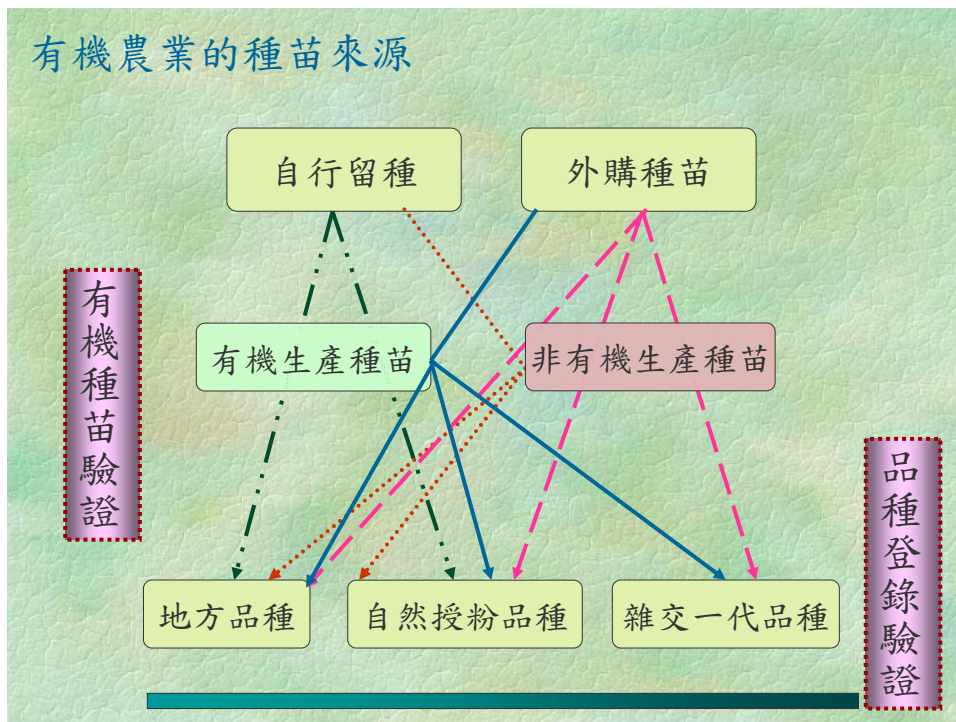 有機農業的種苗來源
自行留種
外購種苗
有機種苗驗證
有機生產種苗
非有機生產種苗
品種登錄驗證
地方品種
自然授粉品種
雜交一代品種